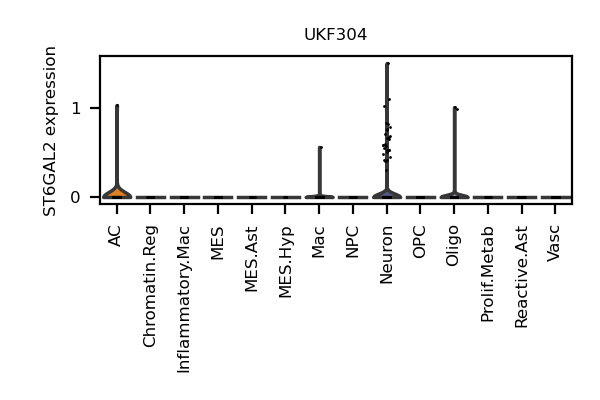 UKF304
ST6GAL2 expression
1
0
AC
Chromatin.Reg
Inflammatory.Mac
MES
MES.Ast
MES.Hyp
Mac
NPC
Neuron
OPC
Oligo
Prolif.Metab
Reactive.Ast
Vasc